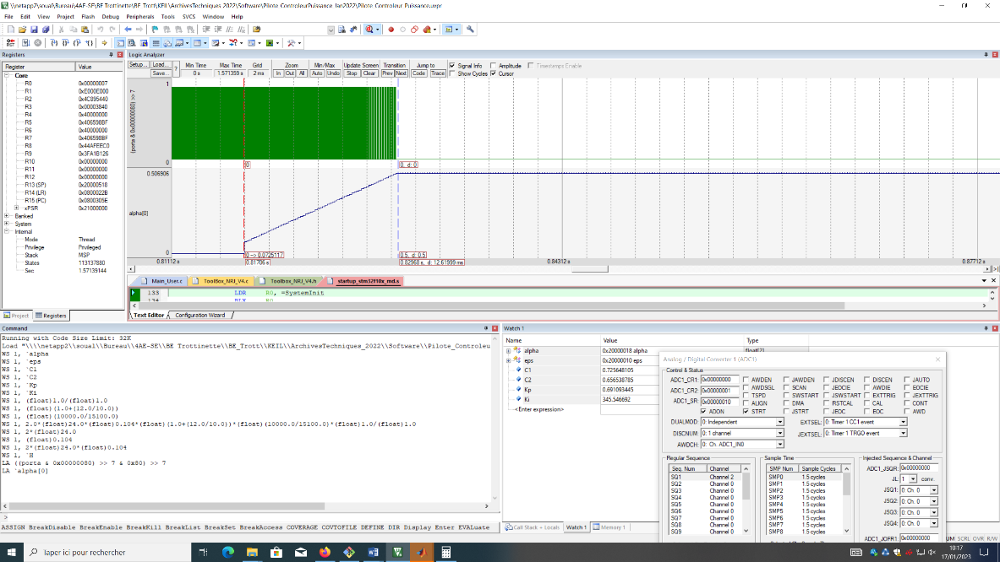 \\netapp2\soual\Bureau\4AE-SE\BE Trottinette\BE_Trott\KEIL\ArchivesTechniques_2022\Software\Pilote_ControleurPuissance_Jan2022\Pilote_Controleur_Puissance.uvpr
File Edit View Project Flash Debug Peripherals Tools SVCS Window Help
Registers
Register Value
Core
R0 0x00000007
R1 0xE000E000
R2 0x4C895440
R3 0x00003840
R4 0x40000000
R5 0x406598BF
R6 0x40000000
R7 0x406598BF
R8 0x44AFEEC0
R9 0x3FA1B126
R10 0x00000000
R11 0x00000000
R12 0x00000000
R13 (SP) 0x20000518
R14 (LR) 0x0800022B
R15 (PC) 0x0800305E
xPSR 0x21000000
Banked
System
Internal
Mode Thread
Privilege Privileged
Stack MSP
States 113137880
Sec 1.57139144
Project Registers
Logic Analyzer
Setup... Load... Save... ?
Min Time Max Time Grid Zoom Min/Max Update Screen Transition Jump to
0 s 1.571359 s 2 ms In Out All Auto Undo Stop Clear Prev Next Code Trace
Signal Info Amplitude Timestamps Enable
Show Cycles Cursor
1
(porta & 0x00000080) >> 7
0
0 0, d: 0
0.506906
alpha[0]
0
0 --> 0.0725117 0.5, d: 0.5
0.81112 s 0.81706 s 0.82968 s, d: 12.61999 ms 0.84312 s 0.87712 s
Main_User.c ToolBox_NRJ_V4.c ToolBox_NRJ_V4.h startup_stm32f10x_md.s
133 LDR R0, =SystemInit
134 BLX R0
Text Editor Configuration Wizard
Command
Running with Code Size Limit: 32K
Load "\\\\netapp2\\soual\\Bureau\\4AE-SE\\BE Trottinette\\BE_Trott\\KEIL\\ArchivesTechniques_2022\\Software\\Pilote_Controleu
WS 1, `alpha
WS 1, `eps
WS 1, `C1
WS 1, `C2
WS 1, `Kp
WS 1, `Ki
WS 1, (float)1.0/(float)1.0
WS 1, (float)(1.0+(12.0/10.0))
WS 1, (float)(10000.0/15100.0)
WS 1, 2.0*(float)24.0*(float)0.104*(float)(1.0+(12.0/10.0))*(float)(10000.0/15100.0)*(float)1.0/(float)1.0
WS 1, 2*(float)24.0
WS 1, (float)0.104
WS 1, 2*(float)24.0*(float)0.104
WS 1, `H
LA ((porta & 0x00000080) >> 7 & 0x80) >> 7
LA `alpha[0]
>
ASSIGN BreakDisable BreakEnable BreakKill BreakList BreakSet BreakAccess COVERAGE COVTOFILE DEFINE DIR Display Enter EVALuate
Watch 1
Name Value Type
alpha 0x20000018 alpha float[2]
eps 0x20000010 eps
C1 0.725648105
C2 0.656538785
Kp 0.691093445
Ki 345.546692
<Enter expression>
Call Stack + Locals Watch 1 Memory 1
Analog / Digital Converter 1 (ADC1)
Control & Status
ADC1_CR1: 0x00000000 AWDEN JAWDEN JDISCEN DISCEN JAUTO
AWDSGL SCAN JEOCIE AWDIE EOCIE
ADC1_CR2: 0x00000001 TSPD SWSTART JSWSTART EXTTRIG JEXTTRIG
ALIGN DMA RSTCAL CAL CONT
ADC1_SR: 0x00000010 ADON STRT JSTRT JEOC EOC AWD
DUALMOD: 0: Independent EXTSEL: 0: Timer 1 CC1 event
DISCNUM: 0: 1 channel JEXTSEL: 0: Timer 1 TRGO event
AWDCH: 0: Ch. ADC1_IN0
Regular Sequence
Seq. Num Channel
SQ1 Channel 2
SQ2 Channel 0
SQ3 Channel 0
SQ4 Channel 0
SQ5 Channel 0
SQ6 Channel 0
SQ7 Channel 0
SQ8 Channel 0
SQ9 Channel 0
Sample Time
SMP Num Sample Cycles
SMP0 1.5 cycles
SMP1 1.5 cycles
SMP2 1.5 cycles
SMP3 1.5 cycles
SMP4 1.5 cycles
SMP5 1.5 cycles
SMP6 1.5 cycles
SMP7 1.5 cycles
SMP8 1.5 cycles
Injected Sequence & Channel
ADC1_JSQR: 0x00000000
JL: 1 conv.
JSQ1: 0: Ch. 0
JSQ2: 0: Ch. 0
JSQ3: 0: Ch. 0
JSQ4: 0: Ch. 0
ADC1_JOFR1: 0x00000000
UM SCRL OVR R/W
Taper ici pour rechercher
10:17
17/01/2023